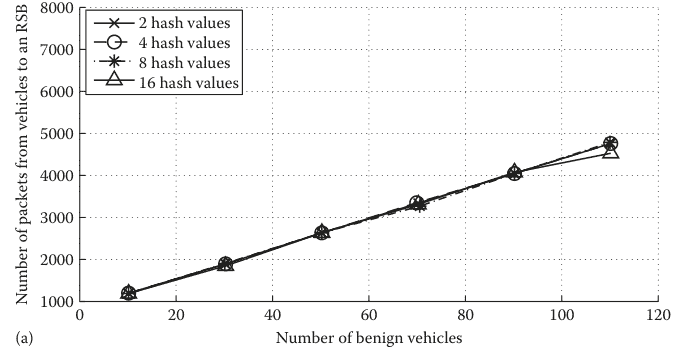 Number of packets from vehicles to an RSB
8000
7000
6000
5000
4000
3000
2000
1000
2 hash values
4 hash values
8 hash values
16 hash values
0 20 40 60 80 100 120
(a) Number of benign vehicles